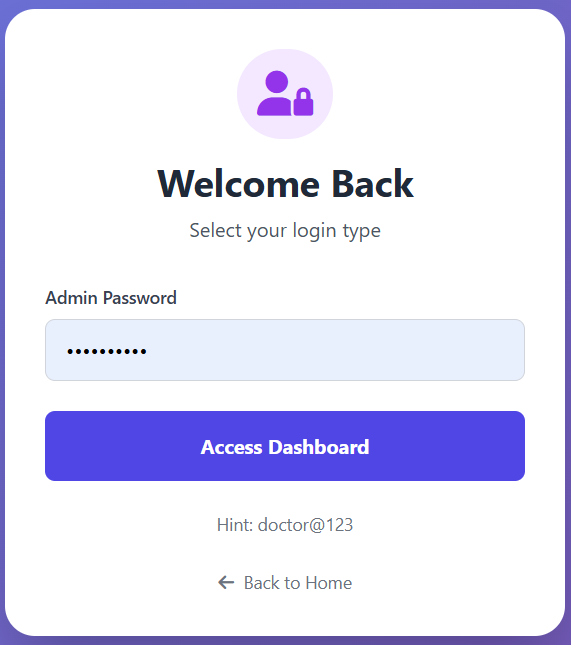 Welcome Back
Select your login type
Admin Password
••••••••••
Access Dashboard
Hint: doctor@123
← Back to Home